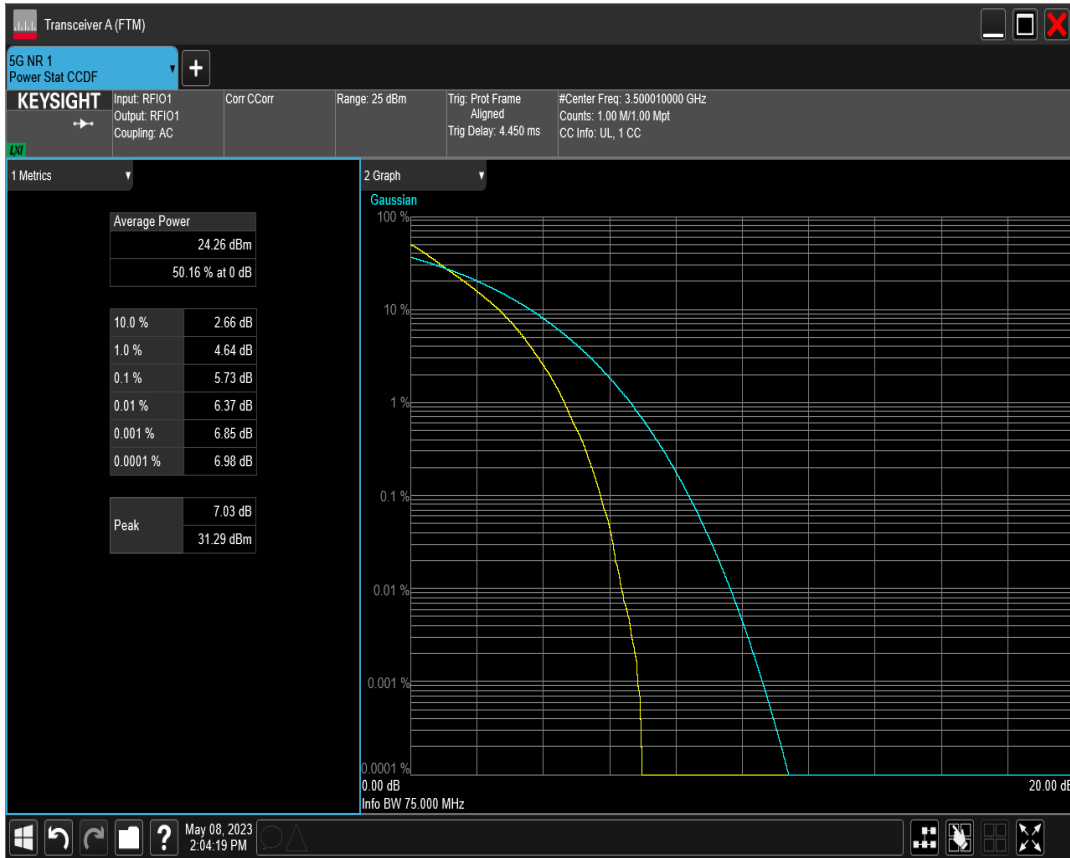 Transceiver A (FTM)
5G NR 1
Power Stat CCDF
+
KEYSIGHT
LXI
Input: RFIO1
Output: RFIO1
Coupling: AC
Corr CCorr
Range: 25 dBm
Trig: Prot Frame
Aligned
Trig Delay: 4.450 ms
#Center Freq: 3.500010000 GHz
Counts: 1.00 M/1.00 Mpt
CC Info: UL, 1 CC
1 Metrics
Average Power
24.26 dBm
50.16 % at 0 dB
10.0 % 2.66 dB
1.0 % 4.64 dB
0.1 % 5.73 dB
0.01 % 6.37 dB
0.001 % 6.85 dB
0.0001 % 6.98 dB
Peak
7.03 dB
31.29 dBm
2 Graph
Gaussian
100 %
10 %
1 %
0.1 %
0.01 %
0.001 %
0.0001 %
0.00 dB 20.00 dB
Info BW 75.000 MHz
?
May 08, 2023
2:04:19 PM